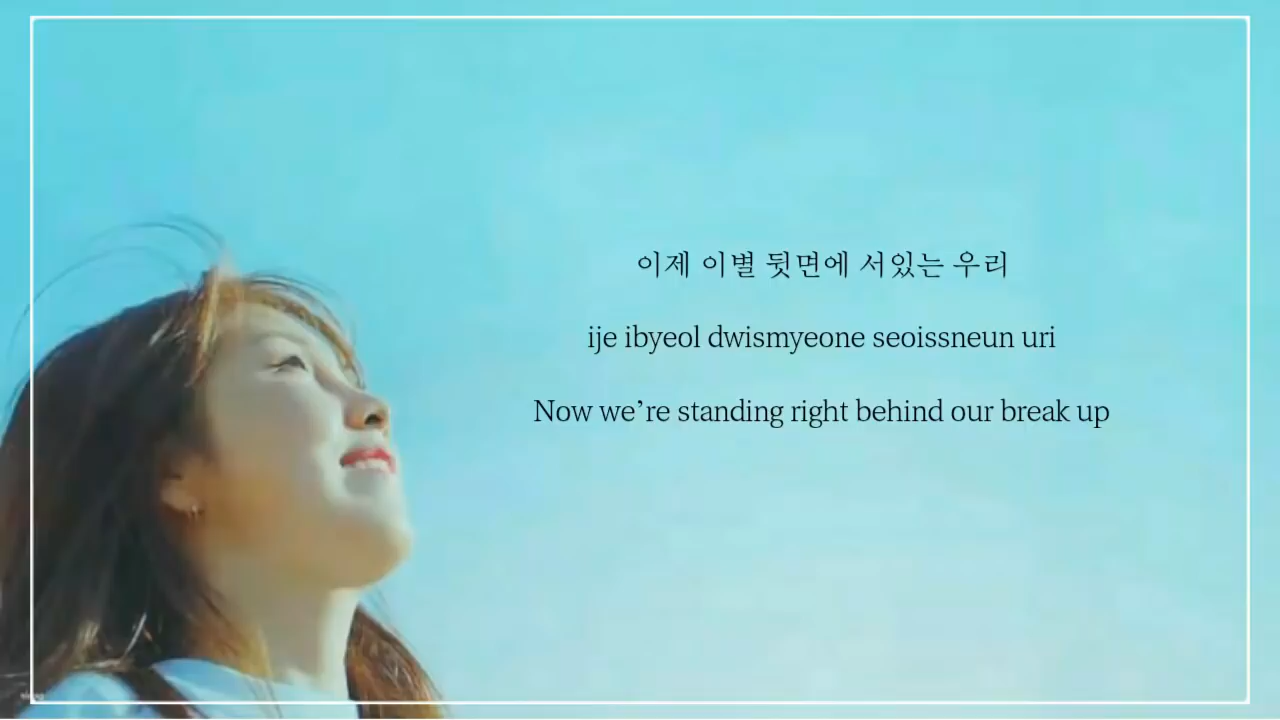 이제 이별 뒷면에 서있는 우리
ije ibyeol dwismyeone seoissneun uri
Now we’re standing right behind our break up